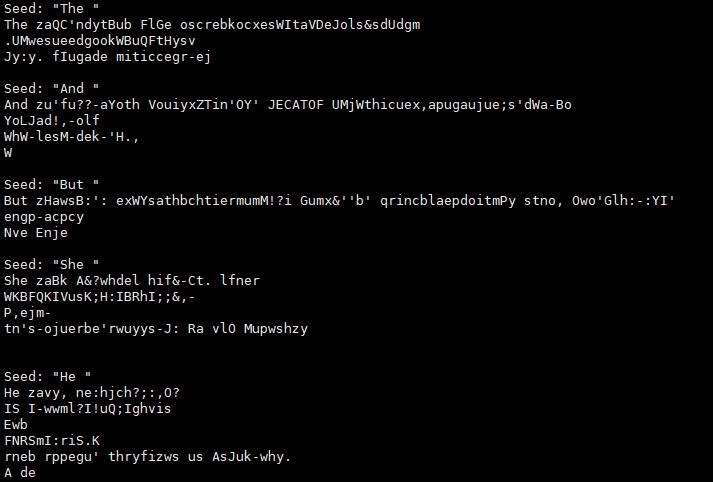 Seed: "The "
The zaQC'ndytBub FlGe oscrebkocxesWItaVDeJols&sdUdgm
.UMwesueedgookWBuQFtHysv
Jy:y. fIugade miticcegr-ej
Seed: "And "
And zu'fu??-aYoth VouiyxZTin'OY' JECATOF UMjWthicuex,apugaujue;s'dWa-Bo
YoLJad!,-olf
WhW-lesM-dek-'H.,
W
Seed: "But "
But zHawsB:': exWYsathbchtiermumM!?i Gumx&''b' qrincblaepdoitmPy stno, Owo'Glh:-:YI'
engp-acpcy
Nve Enje
Seed: "She "
She zaBk A&?whdel hif&-Ct. lfner
WKBFQKIVusK;H:IBRhI;;&,-
P,ejm-
tn's-ojuerbe'rwuyys-J: Ra vlO Mupwshzy
Seed: "He "
He zavy, ne:hjch?;:,O?
IS I-wwml?I!uQ;Ighvis
Ewb
FNRSmI:riS.K
rneb rppegu' thryfizws us AsJuk-why.
A de